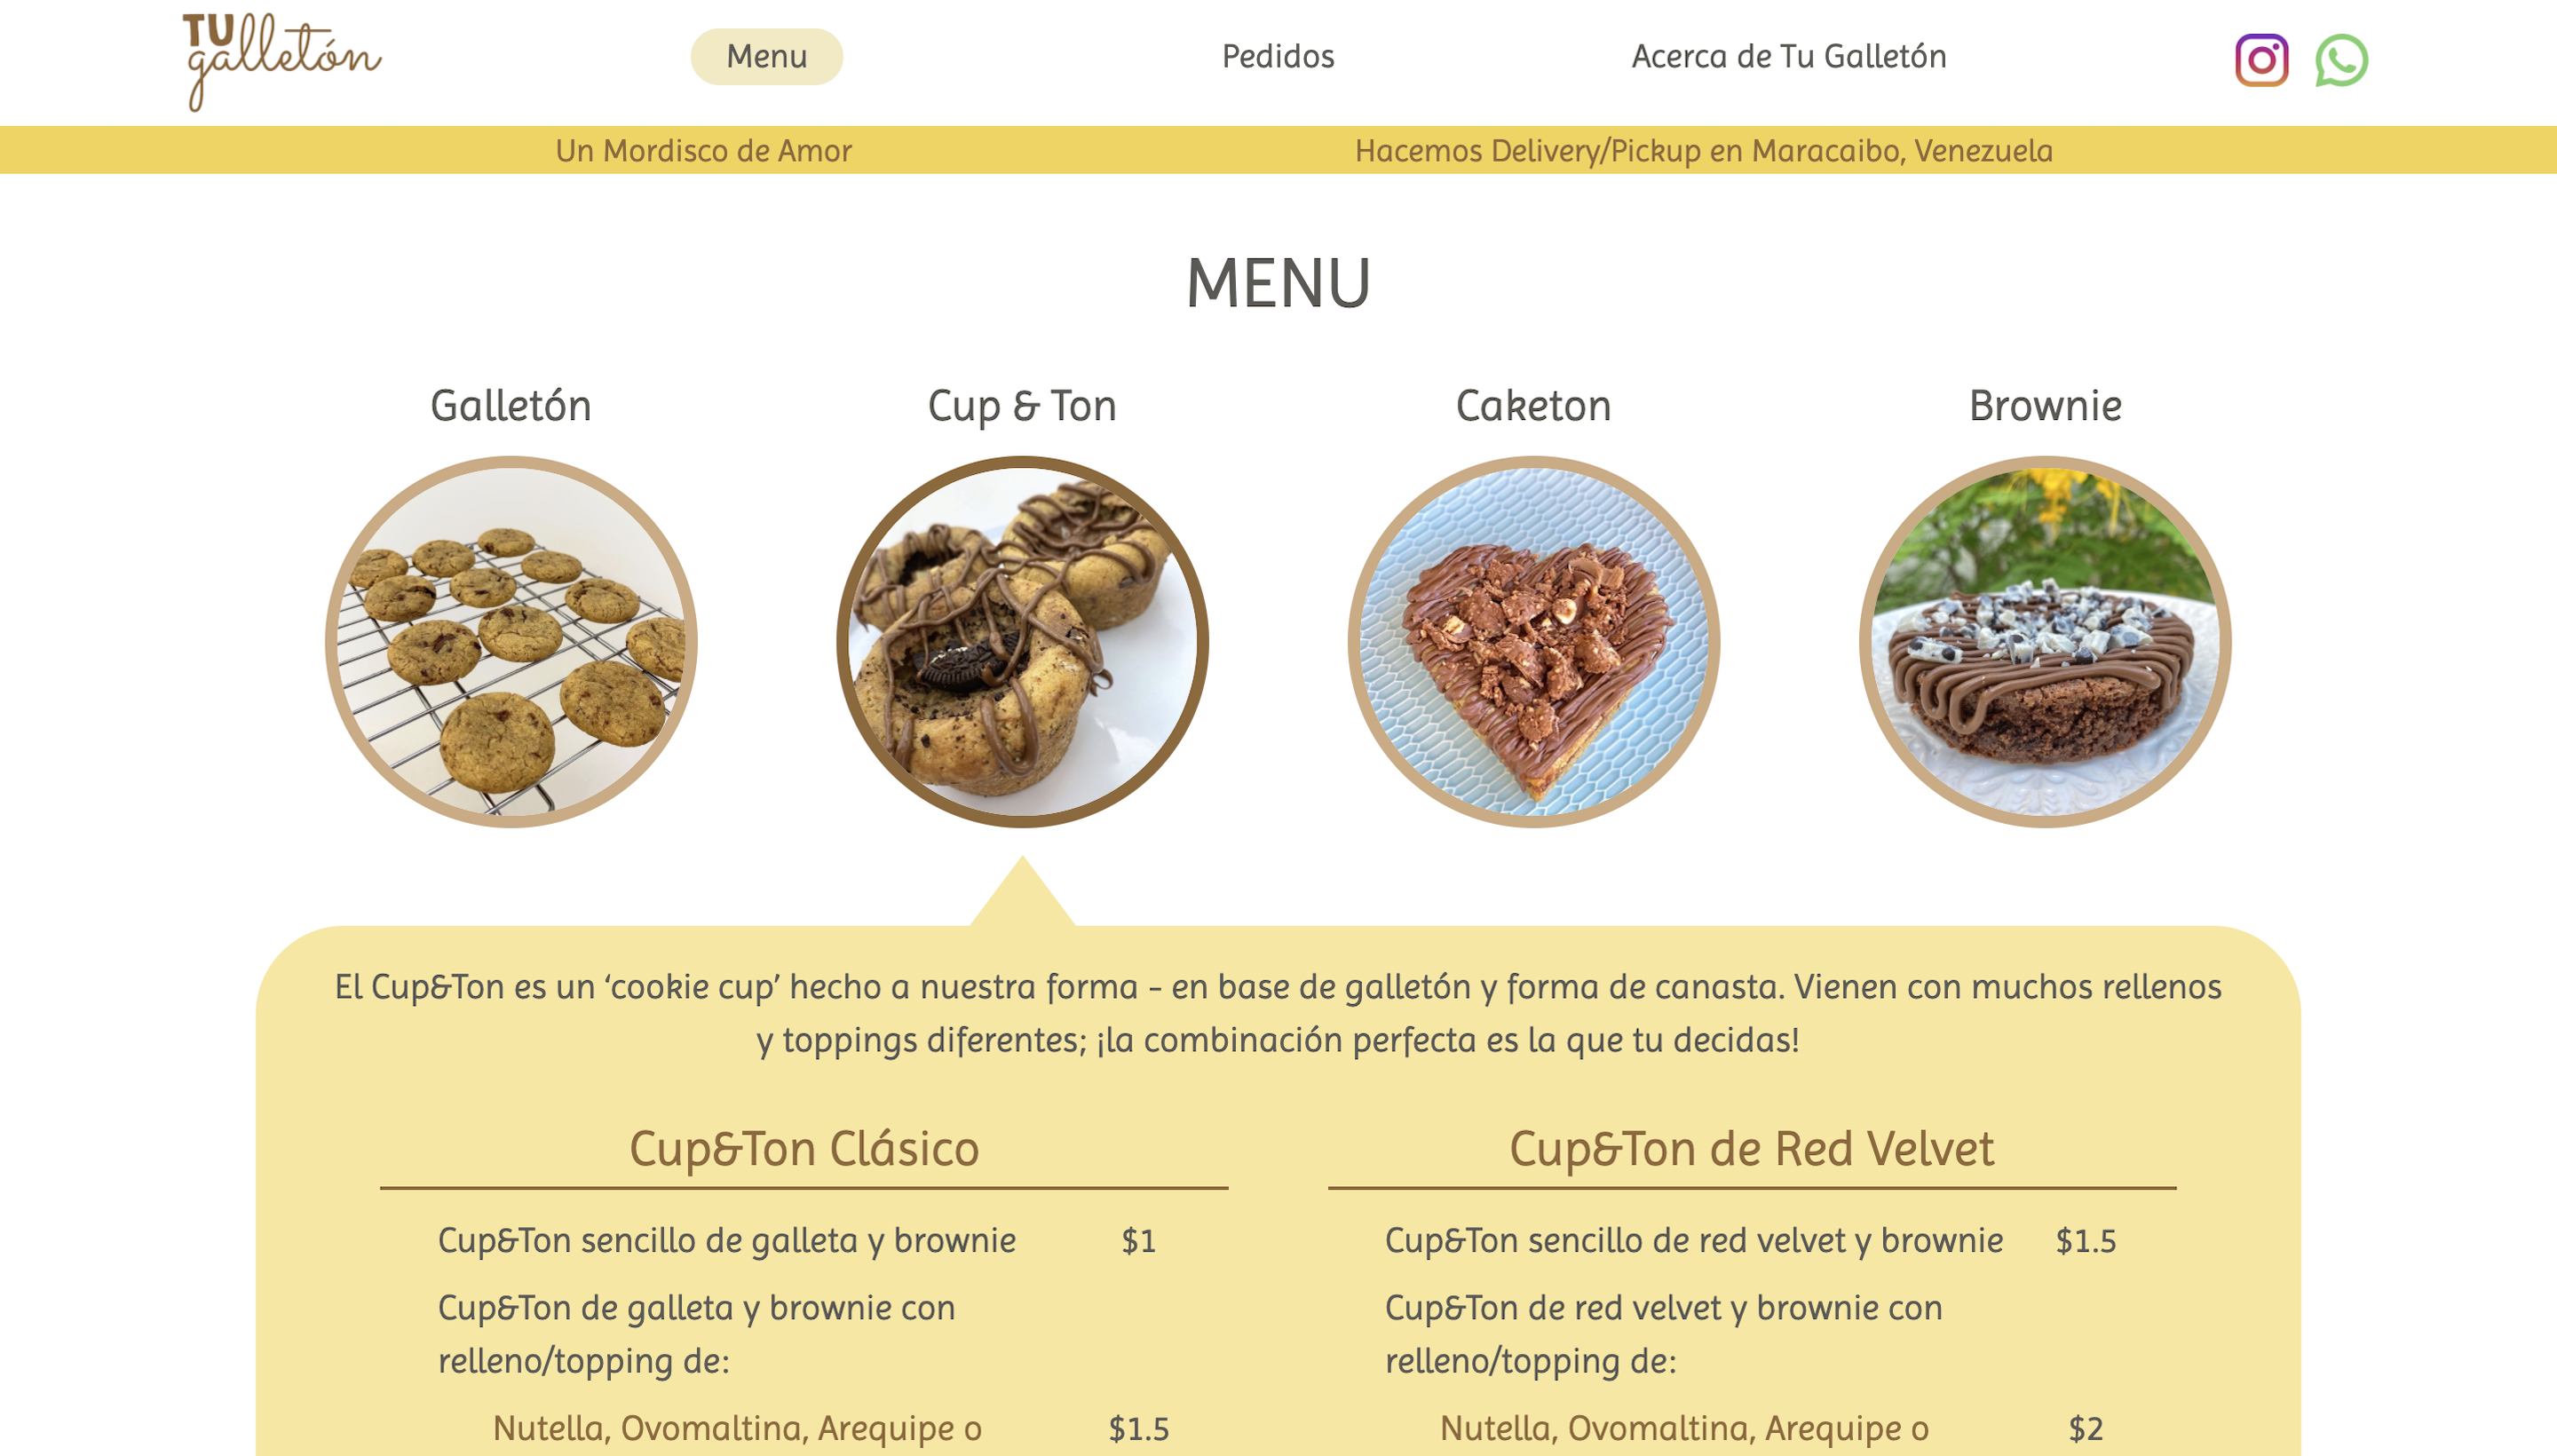 TU
galletón
Menu
Pedidos
Acerca de Tu Galletón
Un Mordisco de Amor
Hacemos Delivery/Pickup en Maracaibo, Venezuela
MENU
Galletón
Cup & Ton
Caketon
Brownie
El Cup&Ton es un ‘cookie cup’ hecho a nuestra forma - en base de galletón y forma de canasta. Vienen con muchos rellenos
y toppings diferentes; ¡la combinación perfecta es la que tu decidas!
Cup&Ton Clásico
Cup&Ton sencillo de galleta y brownie $1
Cup&Ton de galleta y brownie con
relleno/topping de:
Nutella, Ovomaltina, Arequipe o $1.5
Cup&Ton de Red Velvet
Cup&Ton sencillo de red velvet y brownie $1.5
Cup&Ton de red velvet y brownie con
relleno/topping de:
Nutella, Ovomaltina, Arequipe o $2